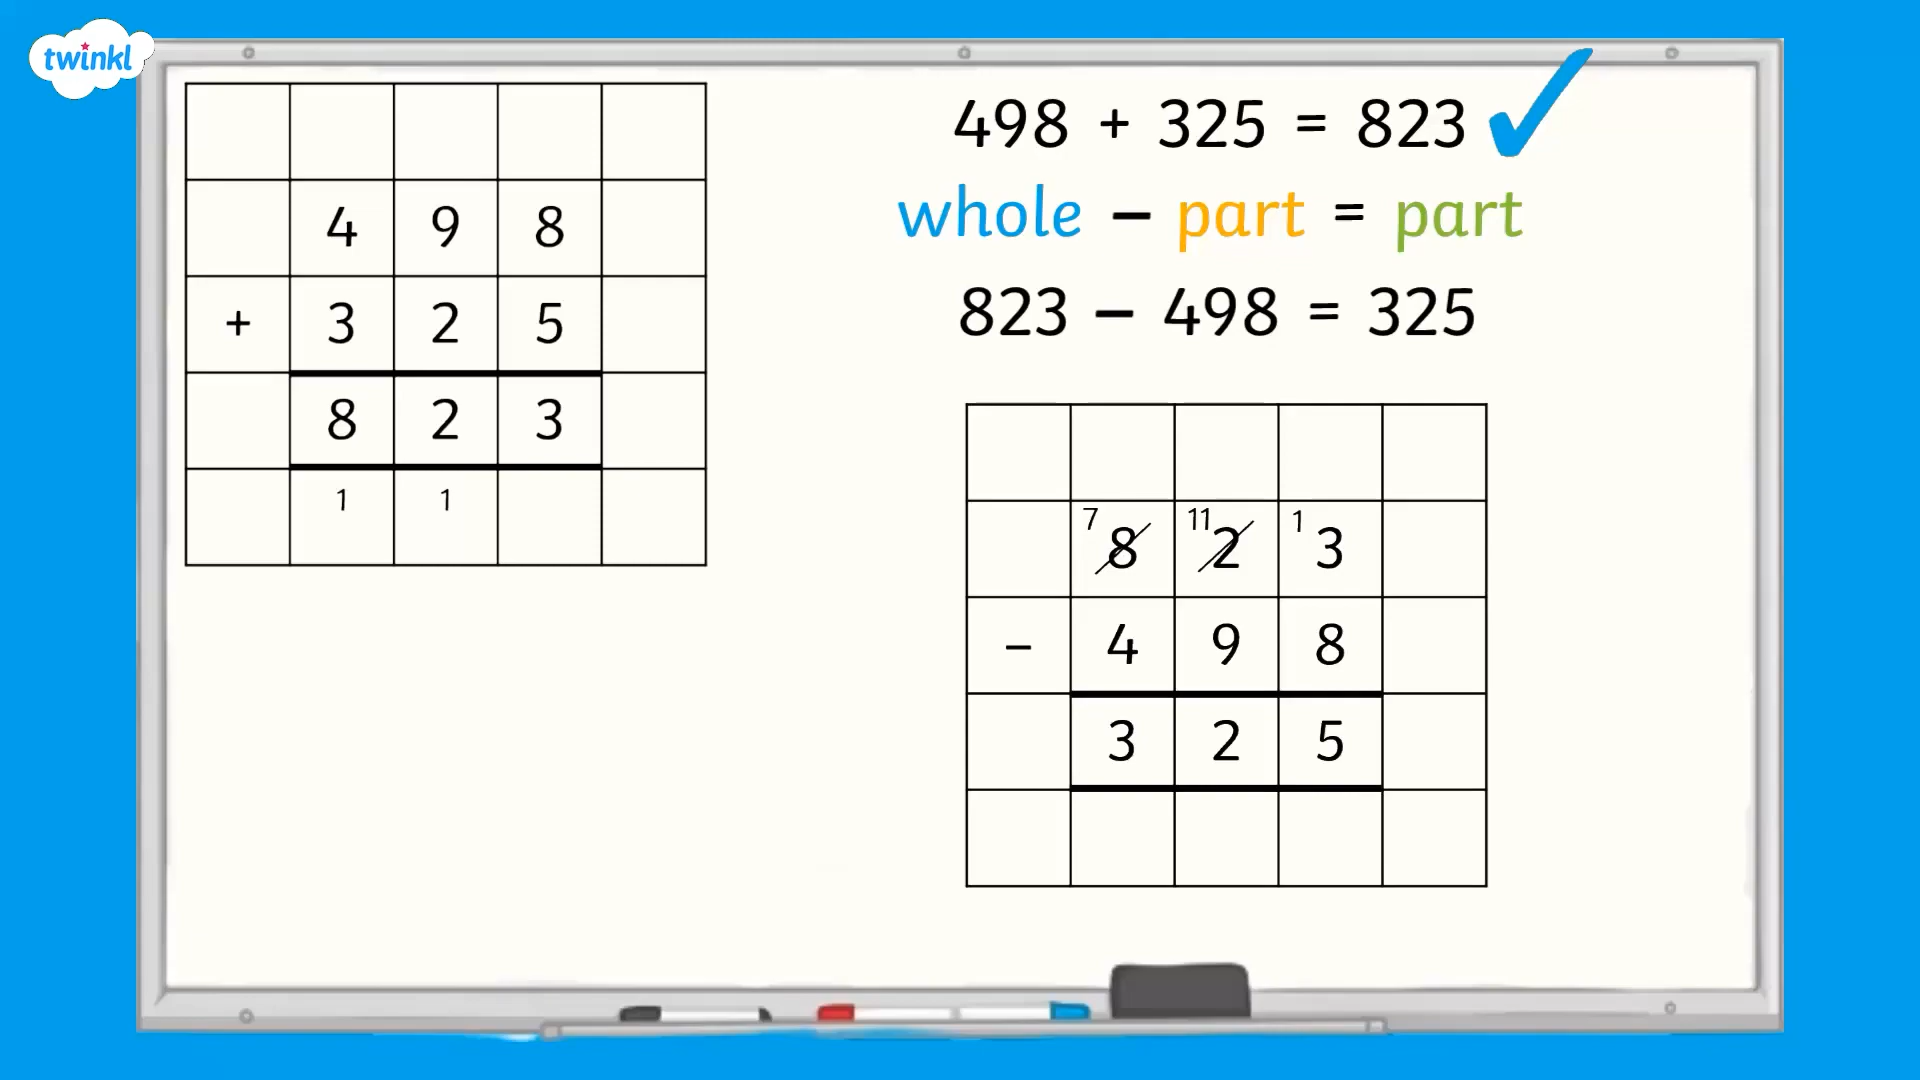 twinkl
4 9 8
+ 3 2 5
8 2 3
1 1
498 + 325 = 823
whole – part = part
823 – 498 = 325
7 8 11 2 1 3
– 4 9 8
3 2 5